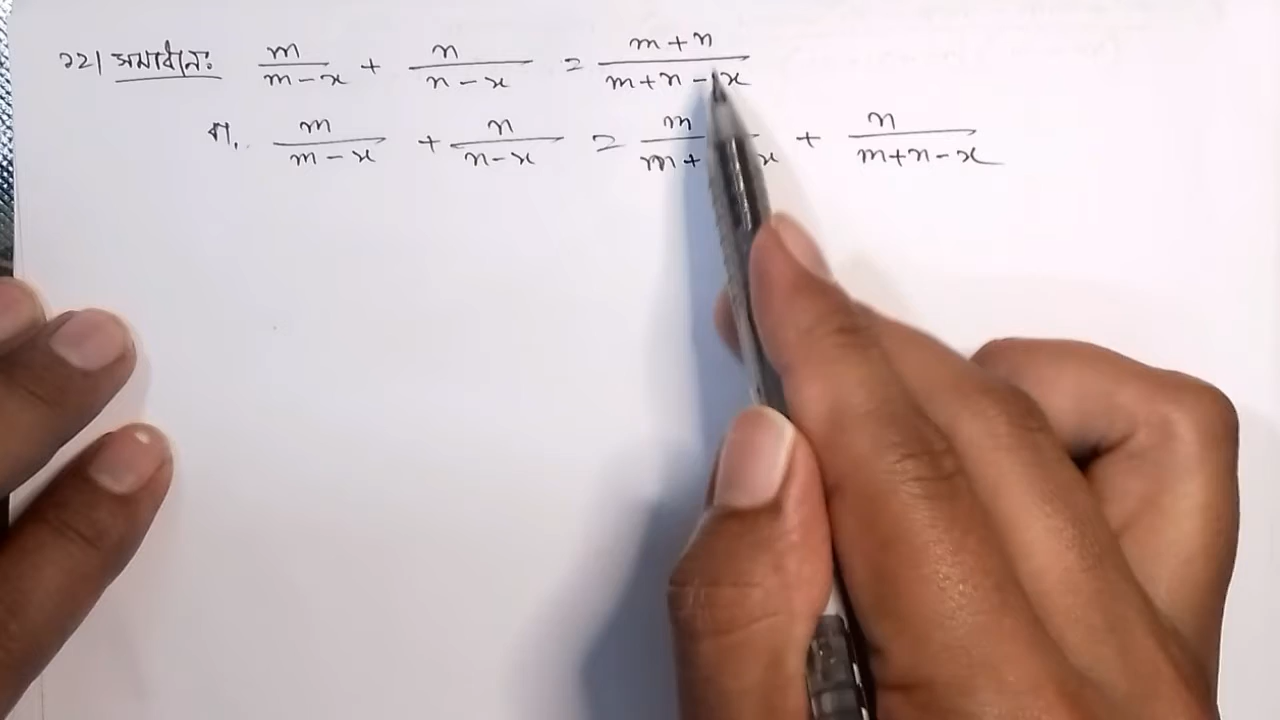 ২২। সমাধানঃ m/(m-x) + n/(n-x) = (m+n)/(m+n-x)
বা, m/(m-x) + n/(n-x) = m/(m+ x) + n/(m+n-x)